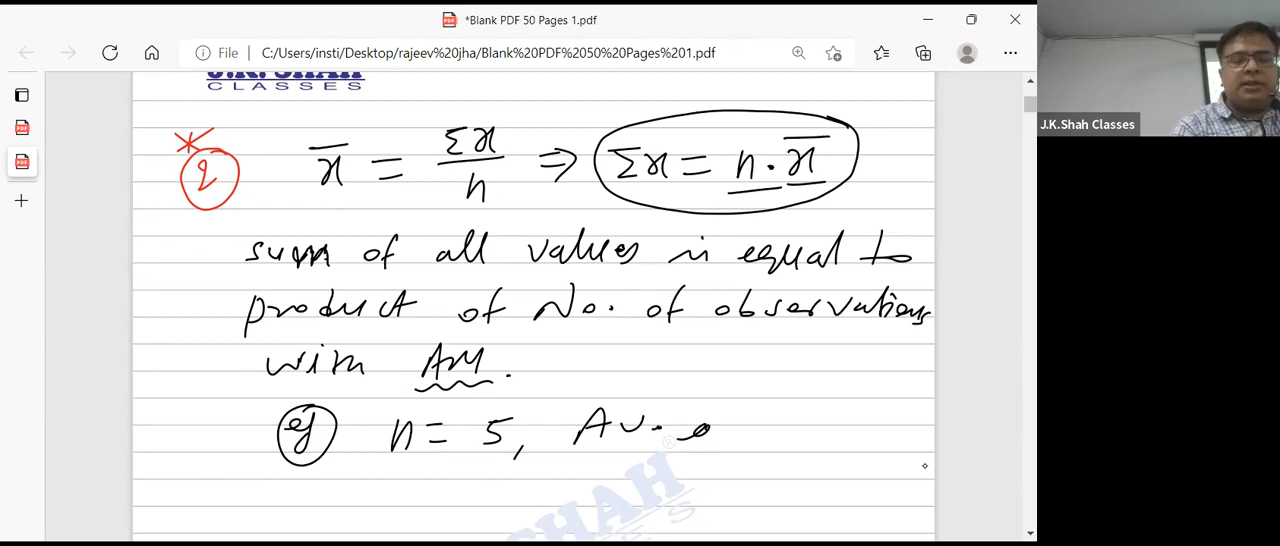 *Blank PDF 50 Pages 1.pdf
File C:/Users/insti/Desktop/rajeev%20jha/Blank%20PDF%2050%20Pages%201.pdf
J.K. SHAH
CLASSES
J.K.Shah Classes
* 2 x̄ = Σx/n ⇒ Σx = n · x̄
sum of all values is equal to
product of No. of observations
with AM.
eg n = 5, Av.
SHAH